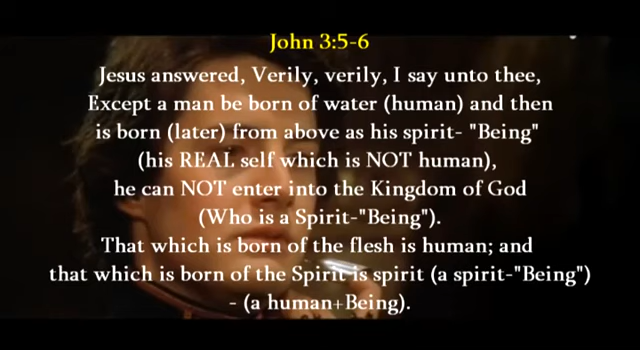 John 3:5-6
Jesus answered, Verily, verily, I say unto thee,
Except a man be born of water (human) and then
is born (later) from above as his spirit- "Being"
(his REAL self which is NOT human),
he can NOT enter into the Kingdom of God
(Who is a Spirit-"Being").
That which is born of the flesh is human; and
that which is born of the Spirit is spirit (a spirit-"Being")
- (a human+Being).